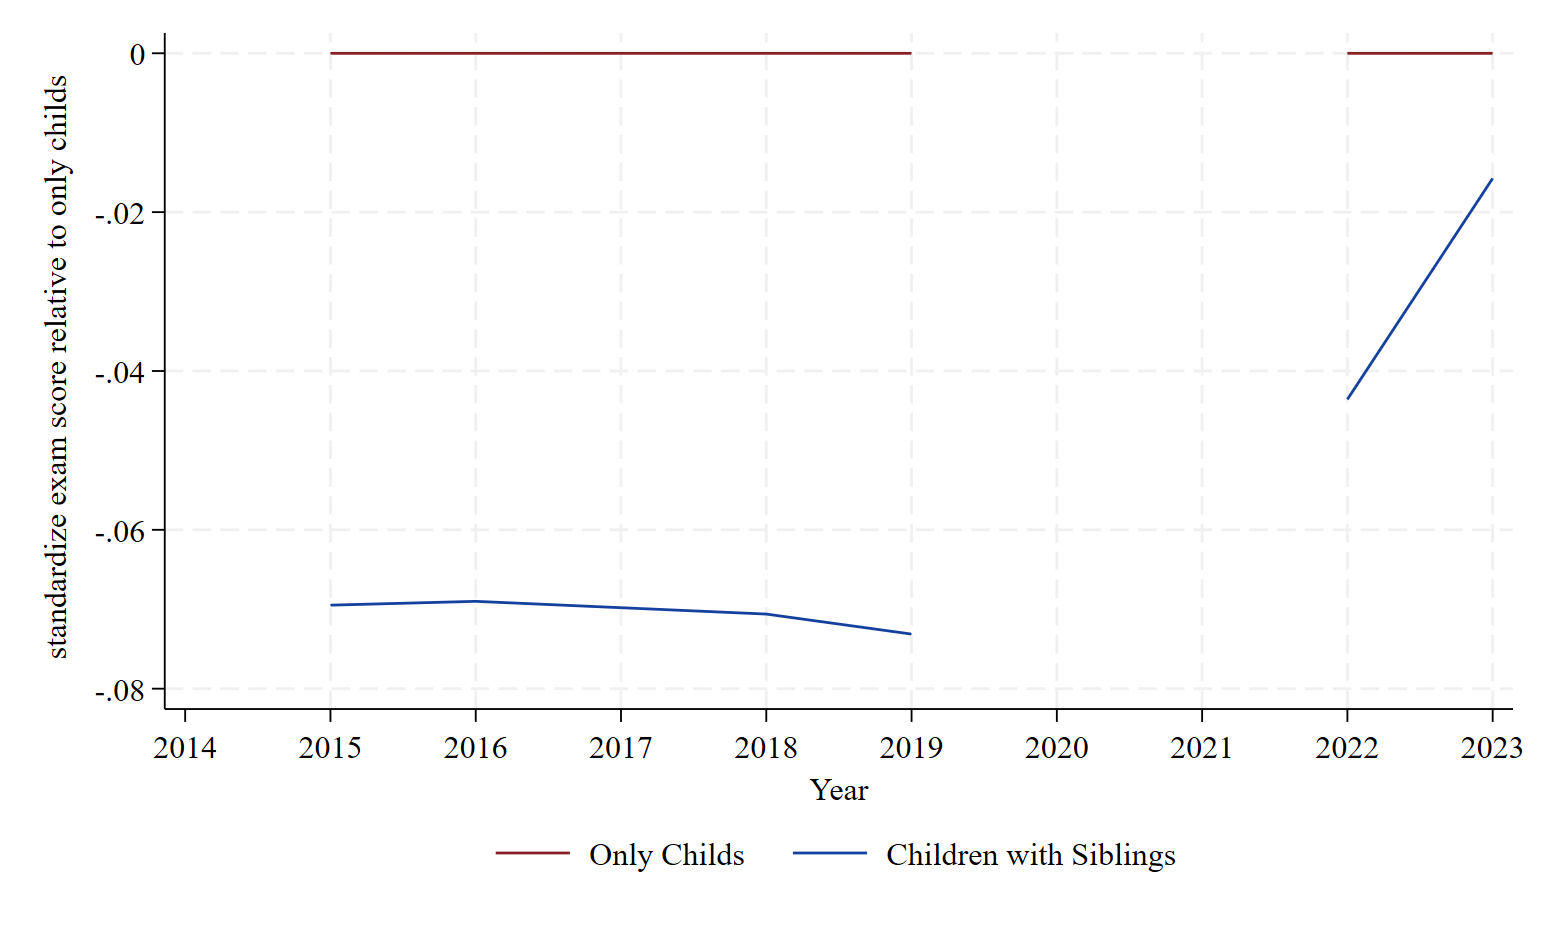 standardize exam score relative to only childs
0
-.02
-.04
-.06
-.08
2014 2015 2016 2017 2018 2019 2020 2021 2022 2023
Year
Only Childs Children with Siblings